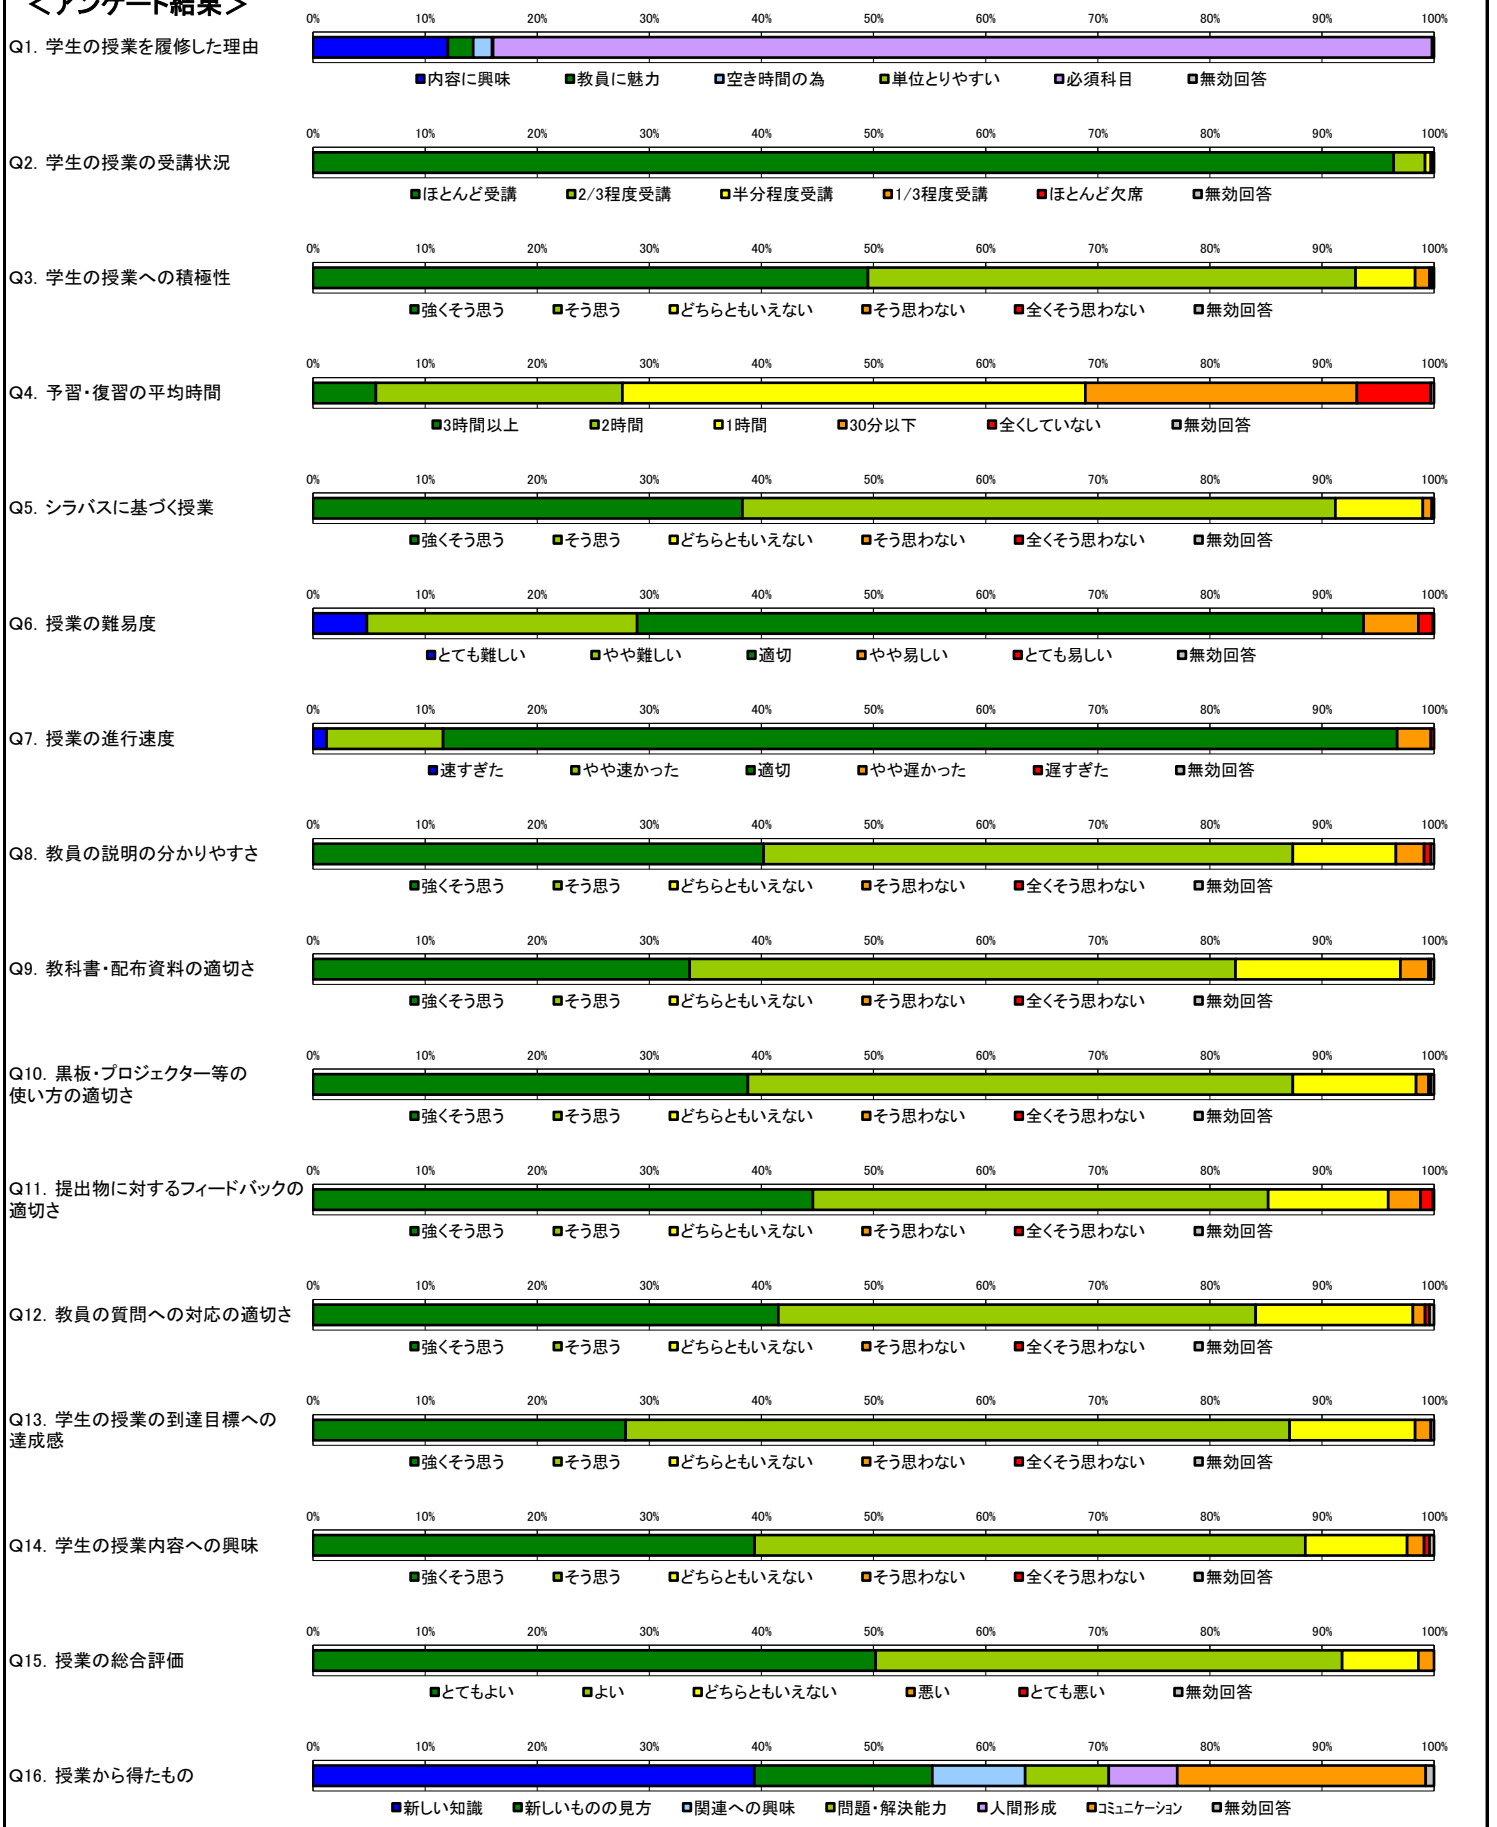 ＜アンケート結果＞
0% 10% 20% 30% 40% 50% 60% 70% 80% 90% 100%
Q1. 学生の授業を履修した理由
内容に興味 教員に魅力 空き時間の為 単位とりやすい 必須科目 無効回答
0% 10% 20% 30% 40% 50% 60% 70% 80% 90% 100%
Q2. 学生の授業の受講状況
ほとんど受講 2/3程度受講 半分程度受講 1/3程度受講 ほとんど欠席 無効回答
0% 10% 20% 30% 40% 50% 60% 70% 80% 90% 100%
Q3. 学生の授業への積極性
強くそう思う そう思う どちらともいえない そう思わない 全くそう思わない 無効回答
0% 10% 20% 30% 40% 50% 60% 70% 80% 90% 100%
Q4. 予習・復習の平均時間
3時間以上 2時間 1時間 30分以下 全くしていない 無効回答
0% 10% 20% 30% 40% 50% 60% 70% 80% 90% 100%
Q5. シラバスに基づく授業
強くそう思う そう思う どちらともいえない そう思わない 全くそう思わない 無効回答
0% 10% 20% 30% 40% 50% 60% 70% 80% 90% 100%
Q6. 授業の難易度
とても難しい やや難しい 適切 やや易しい とても易しい 無効回答
0% 10% 20% 30% 40% 50% 60% 70% 80% 90% 100%
Q7. 授業の進行速度
速すぎた やや速かった 適切 やや遅かった 遅すぎた 無効回答
0% 10% 20% 30% 40% 50% 60% 70% 80% 90% 100%
Q8. 教員の説明の分かりやすさ
強くそう思う そう思う どちらともいえない そう思わない 全くそう思わない 無効回答
0% 10% 20% 30% 40% 50% 60% 70% 80% 90% 100%
Q9. 教科書・配布資料の適切さ
強くそう思う そう思う どちらともいえない そう思わない 全くそう思わない 無効回答
0% 10% 20% 30% 40% 50% 60% 70% 80% 90% 100%
Q10. 黒板・プロジェクター等の
使い方の適切さ
強くそう思う そう思う どちらともいえない そう思わない 全くそう思わない 無効回答
0% 10% 20% 30% 40% 50% 60% 70% 80% 90% 100%
Q11. 提出物に対するフィードバックの
適切さ
強くそう思う そう思う どちらともいえない そう思わない 全くそう思わない 無効回答
0% 10% 20% 30% 40% 50% 60% 70% 80% 90% 100%
Q12. 教員の質問への対応の適切さ
強くそう思う そう思う どちらともいえない そう思わない 全くそう思わない 無効回答
0% 10% 20% 30% 40% 50% 60% 70% 80% 90% 100%
Q13. 学生の授業の到達目標への
達成感
強くそう思う そう思う どちらともいえない そう思わない 全くそう思わない 無効回答
0% 10% 20% 30% 40% 50% 60% 70% 80% 90% 100%
Q14. 学生の授業内容への興味
強くそう思う そう思う どちらともいえない そう思わない 全くそう思わない 無効回答
0% 10% 20% 30% 40% 50% 60% 70% 80% 90% 100%
Q15. 授業の総合評価
とてもよい よい どちらともいえない 悪い とても悪い 無効回答
0% 10% 20% 30% 40% 50% 60% 70% 80% 90% 100%
Q16. 授業から得たもの
新しい知識 新しいものの見方 関連への興味 問題・解決能力 人間形成 ｺﾐｭﾆｹｰｼｮﾝ 無効回答